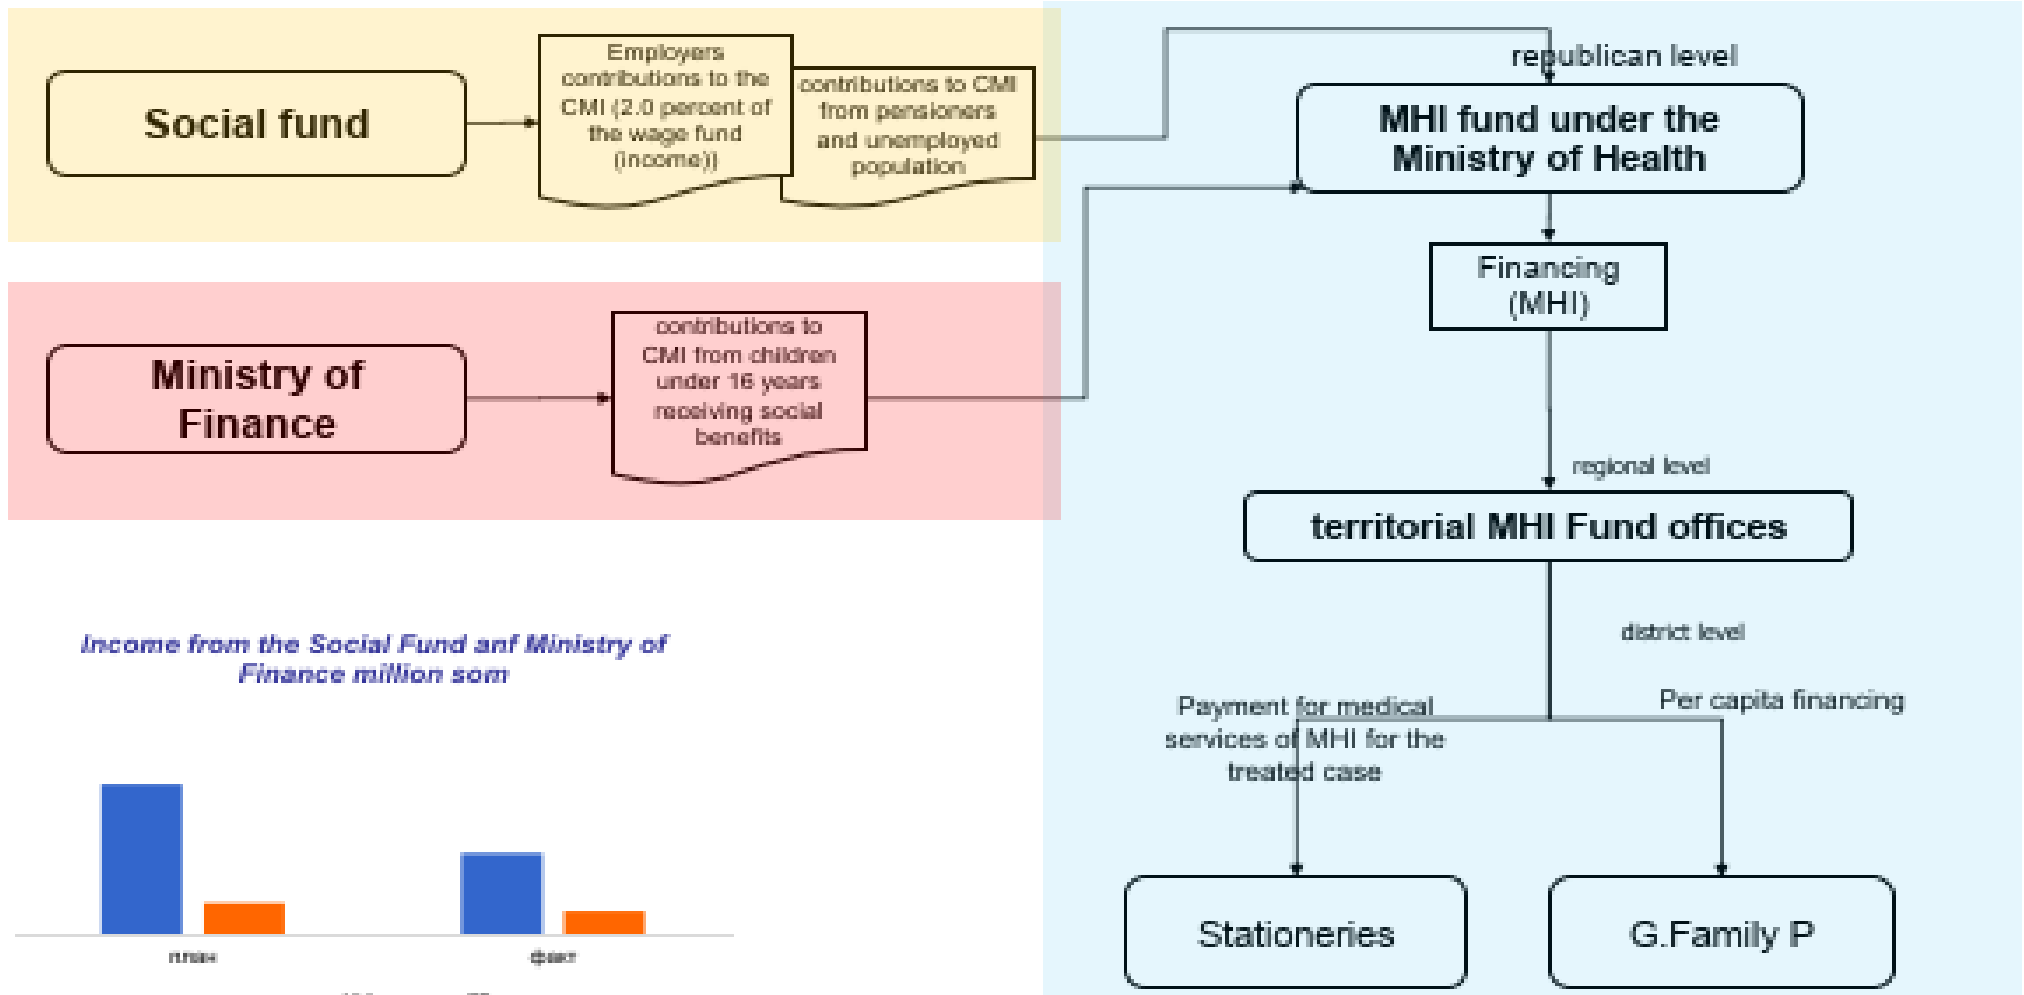 Social fund
Employers
contributions to the
CMI (2.0 percent of
the wage fund
(income))
contributions to CMI
from pensioners
and unemployed
population
republican level
MHI fund under the
Ministry of Health
Financing
(MHI)
Ministry of
Finance
contributions to
CMI from children
under 16 years
receiving social
benefits
regional level
territorial MHI Fund offices
district level
Income from the Social Fund anf Ministry of
Finance million som
Payment for medical
services of MHI for the
treated case
Per capita financing
план
факт
Stationeries
G.Family P